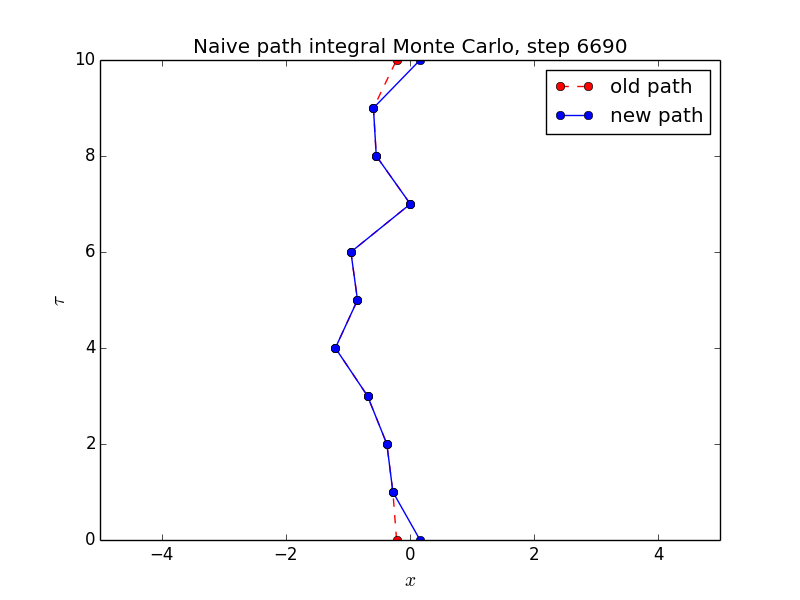 Naive path integral Monte Carlo, step 6690
old path
new path
10
8
6
4
2
0
τ
−4 −2 0 2 4
x